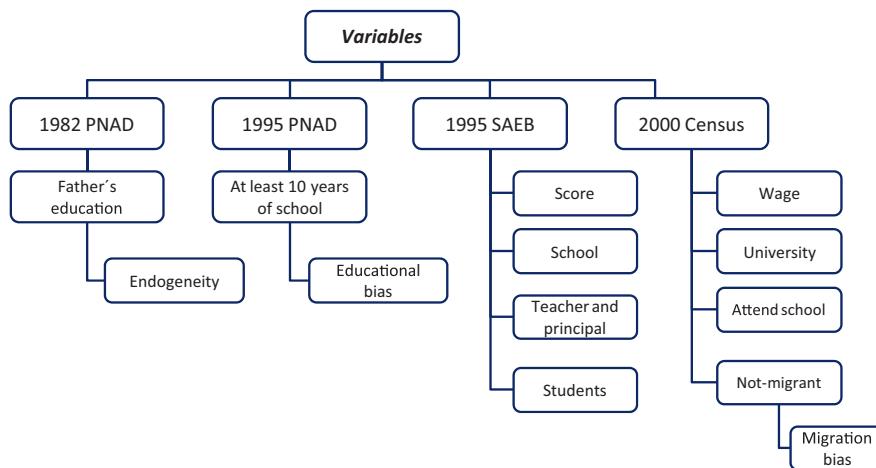 Variables
1982 PNAD
1995 PNAD
1995 SAEB
2000 Census
Father´s
education
Endogeneity
At least 10 years
of school
Educational
bias
Score
School
Teacher and
principal
Students
Wage
University
Attend school
Not-migrant
Migration
bias